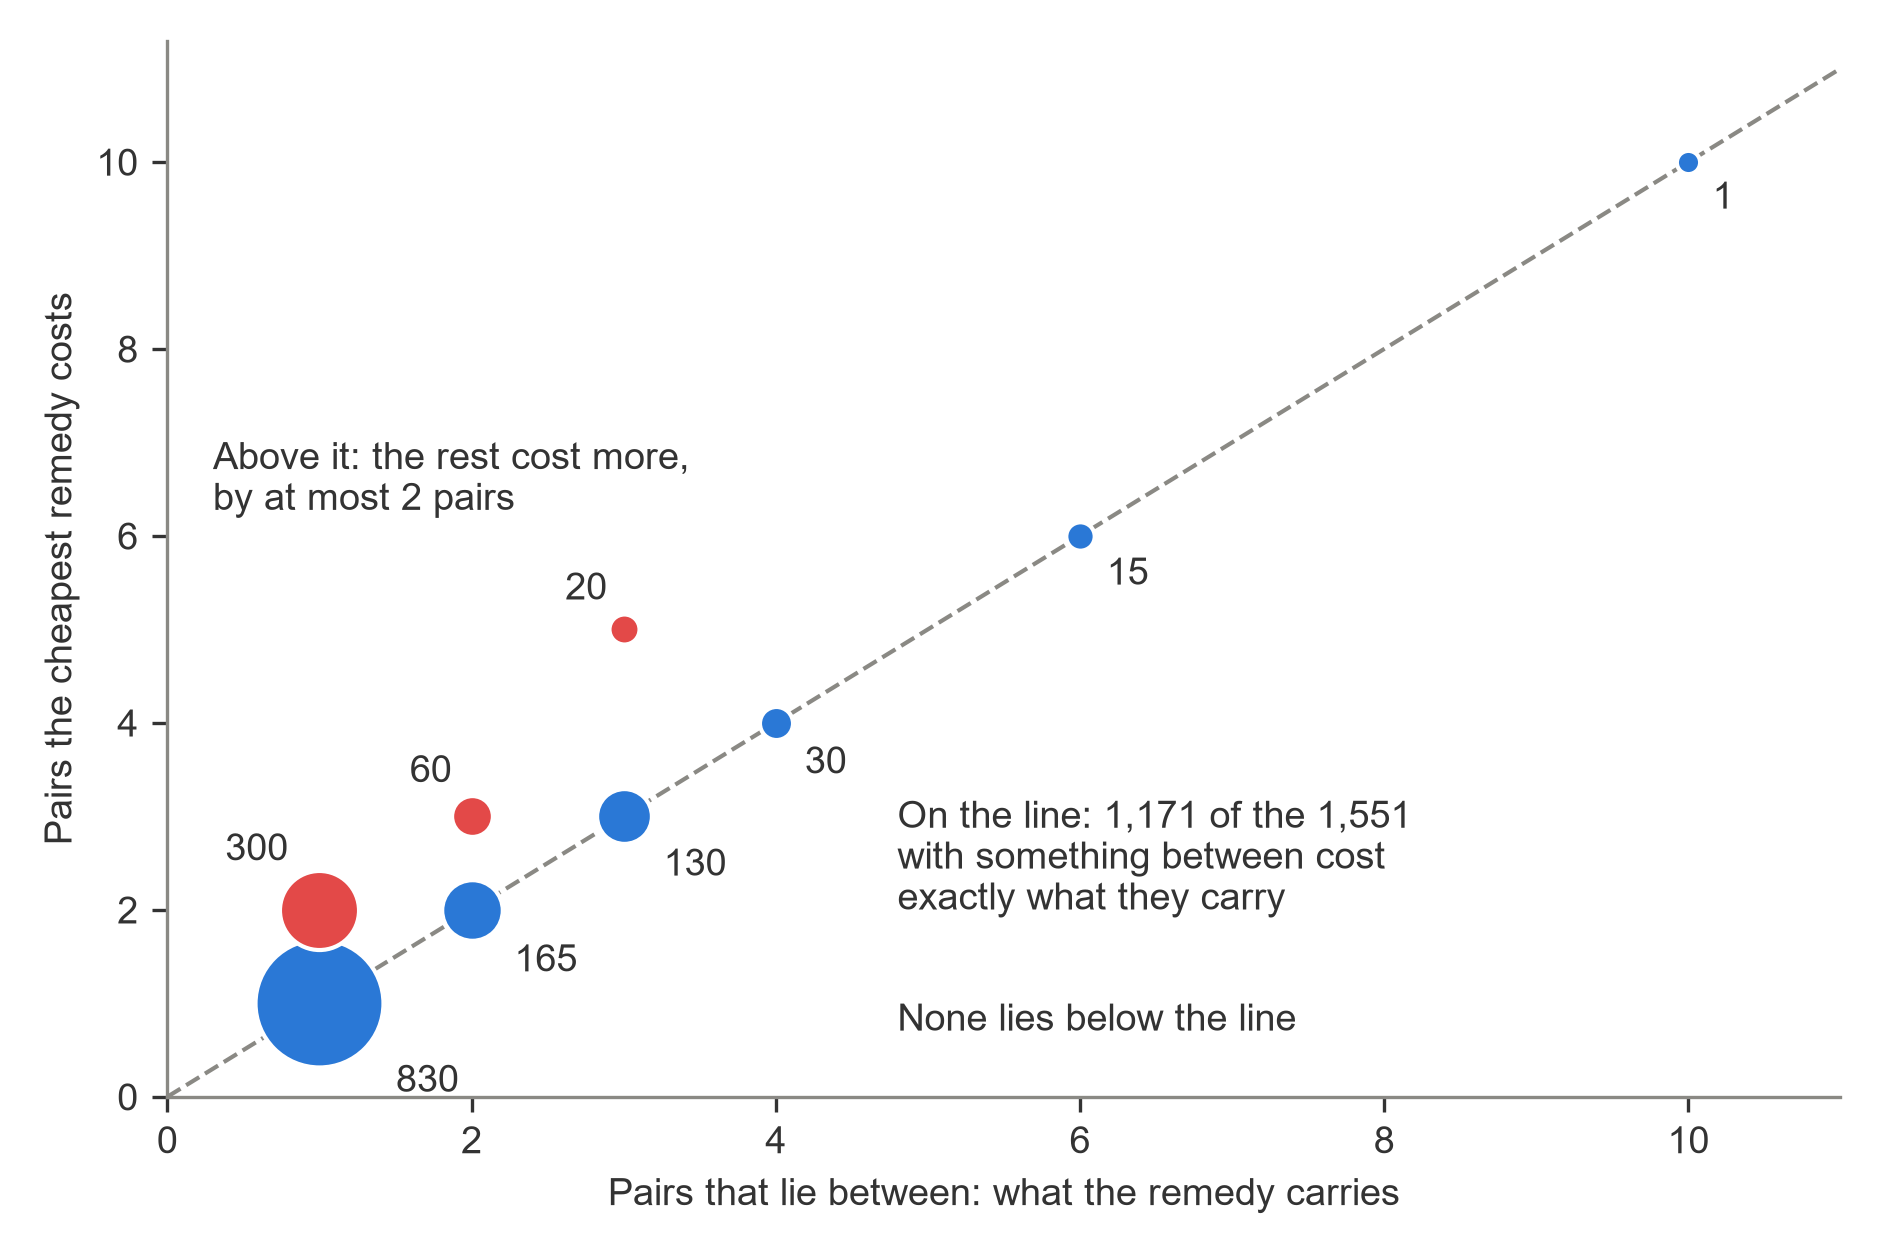 Pairs the cheapest remedy costs
10
8
6
4
2
0
1
Above it: the rest cost more,
by at most 2 pairs
15
20
30
60
On the line: 1,171 of the 1,551
with something between cost
exactly what they carry
300
130
165
None lies below the line
830
0
2
4
6
8
10
Pairs that lie between: what the remedy carries